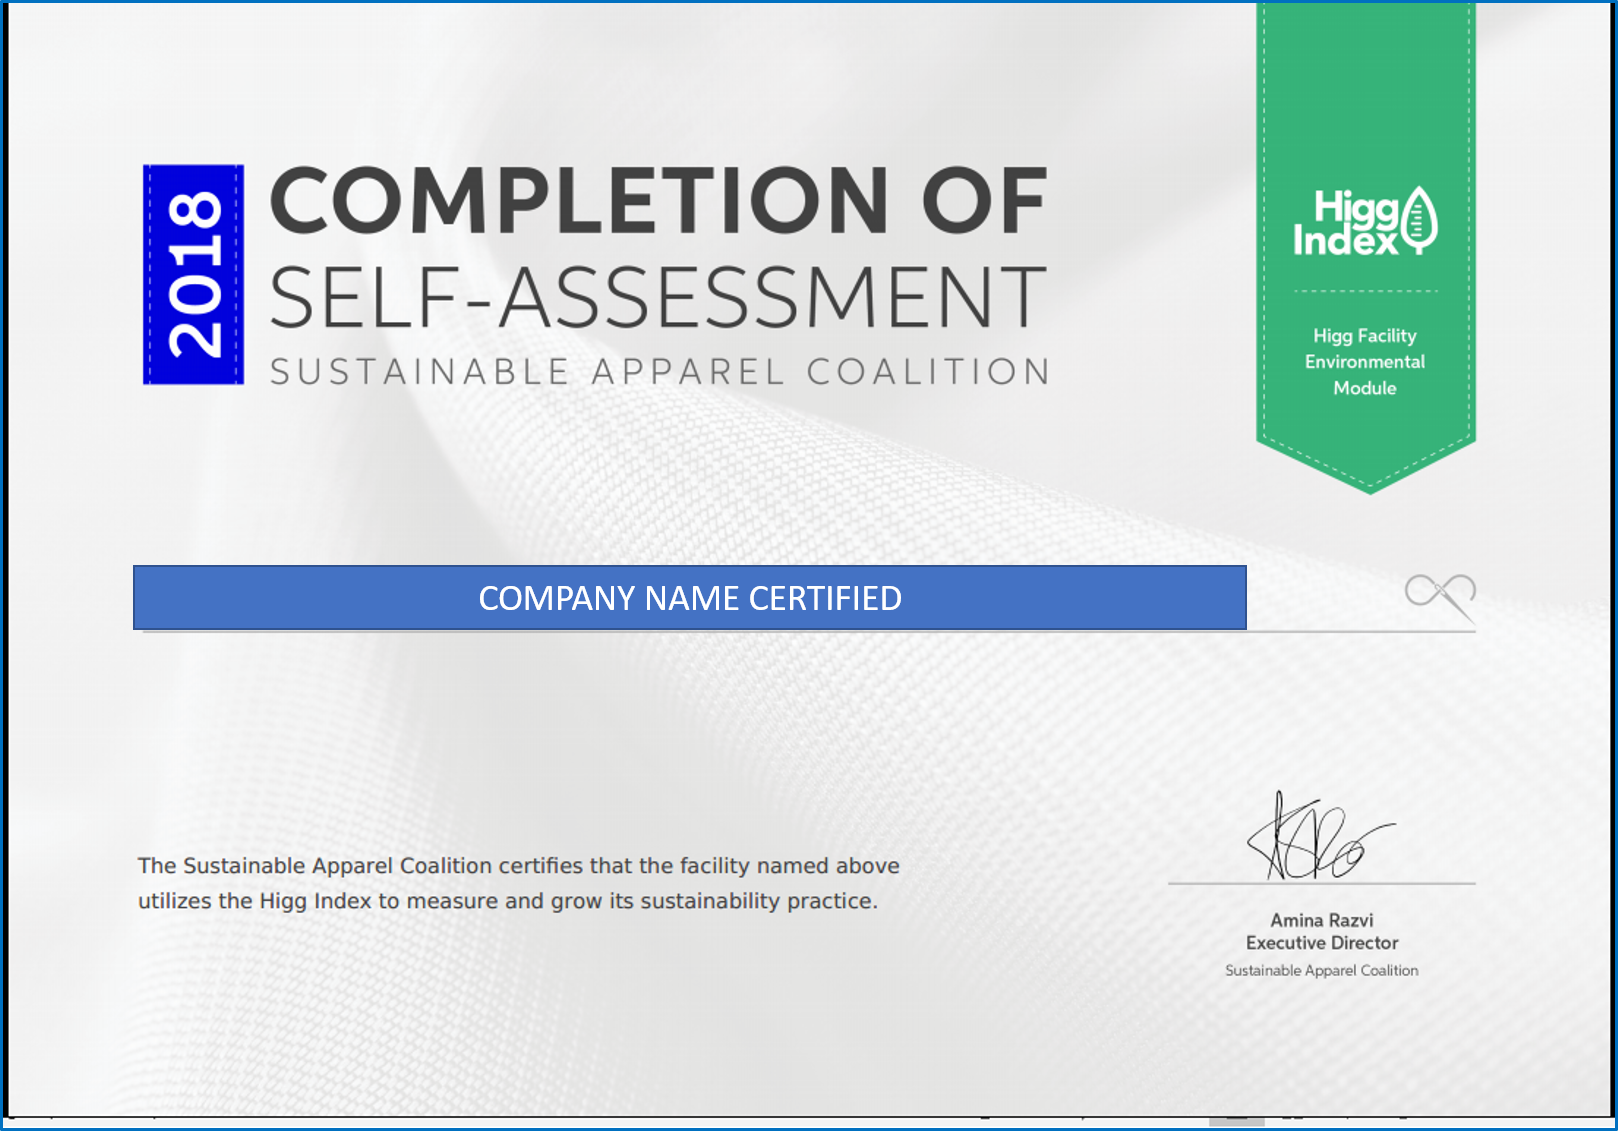 2018
COMPLETION OF
SELF-ASSESSMENT
SUSTAINABLE APPAREL COALITION
Higg
Index
Higg Facility
Environmental
Module
COMPANY NAME CERTIFIED
The Sustainable Apparel Coalition certifies that the facility named above
utilizes the Higg Index to measure and grow its sustainability practice.
Amina Razvi
Executive Director
Sustainable Apparel Coalition